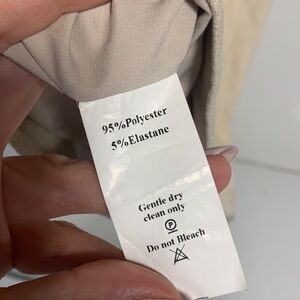 95%Polyester
5%Elastane
Gentle dry
clean only
P
Do not Bleach